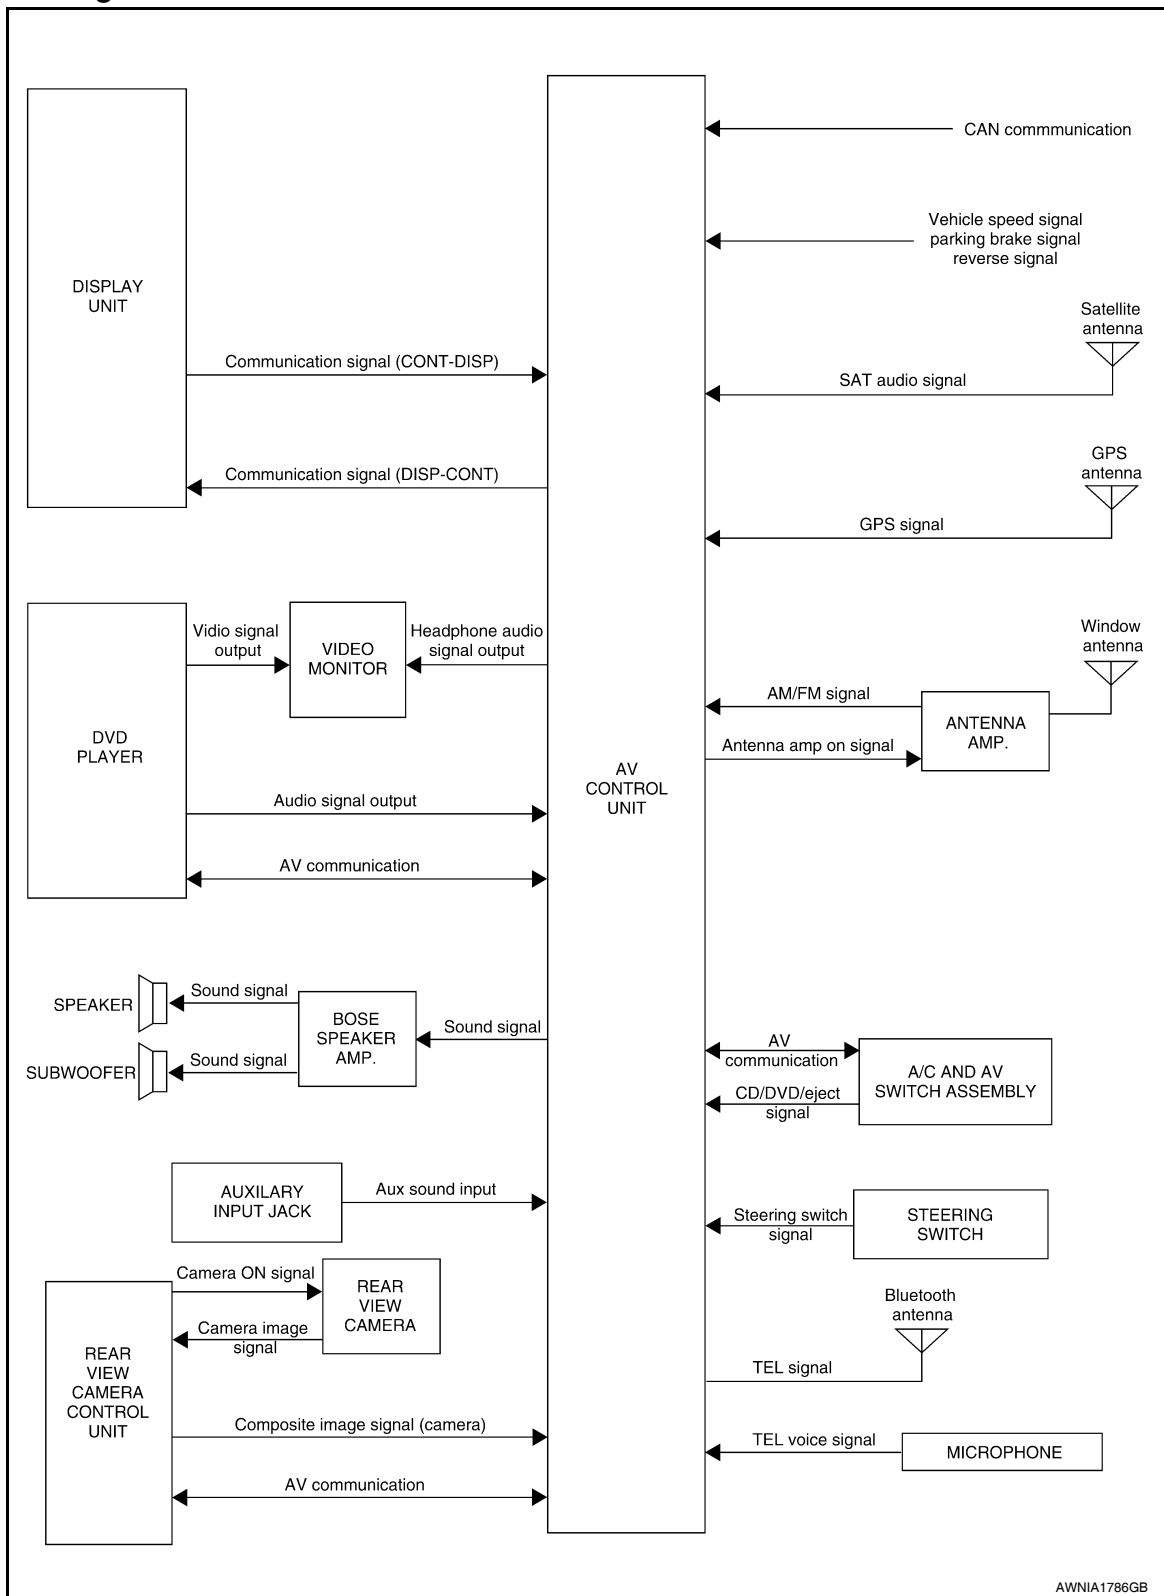 CAN commmunication
Vehicle speed signal
parking brake signal
reverse signal
DISPLAY
UNIT
Satellite
antenna
Communication signal (CONT-DISP)
SAT audio signal
Communication signal (DISP-CONT)
GPS
antenna
GPS signal
Vidio signal
output
VIDEO
MONITOR
Headphone audio
signal output
Window
antenna
AM/FM signal
ANTENNA
AMP.
Antenna amp on signal
DVD
PLAYER
AV
CONTROL
UNIT
Audio signal output
AV communication
SPEAKER
Sound signal
BOSE
SPEAKER
AMP.
Sound signal
SUBWOOFER
Sound signal
AV
communication
A/C AND AV
SWITCH ASSEMBLY
CD/DVD/eject
signal
AUXILARY
INPUT JACK
Aux sound input
Steering switch
signal
STEERING
SWITCH
Camera ON signal
REAR
VIEW
CAMERA
Camera image
signal
Bluetooth
antenna
REAR
VIEW
CAMERA
CONTROL
UNIT
TEL signal
Composite image signal (camera)
TEL voice signal
MICROPHONE
AV communication
AWNIA1786GB